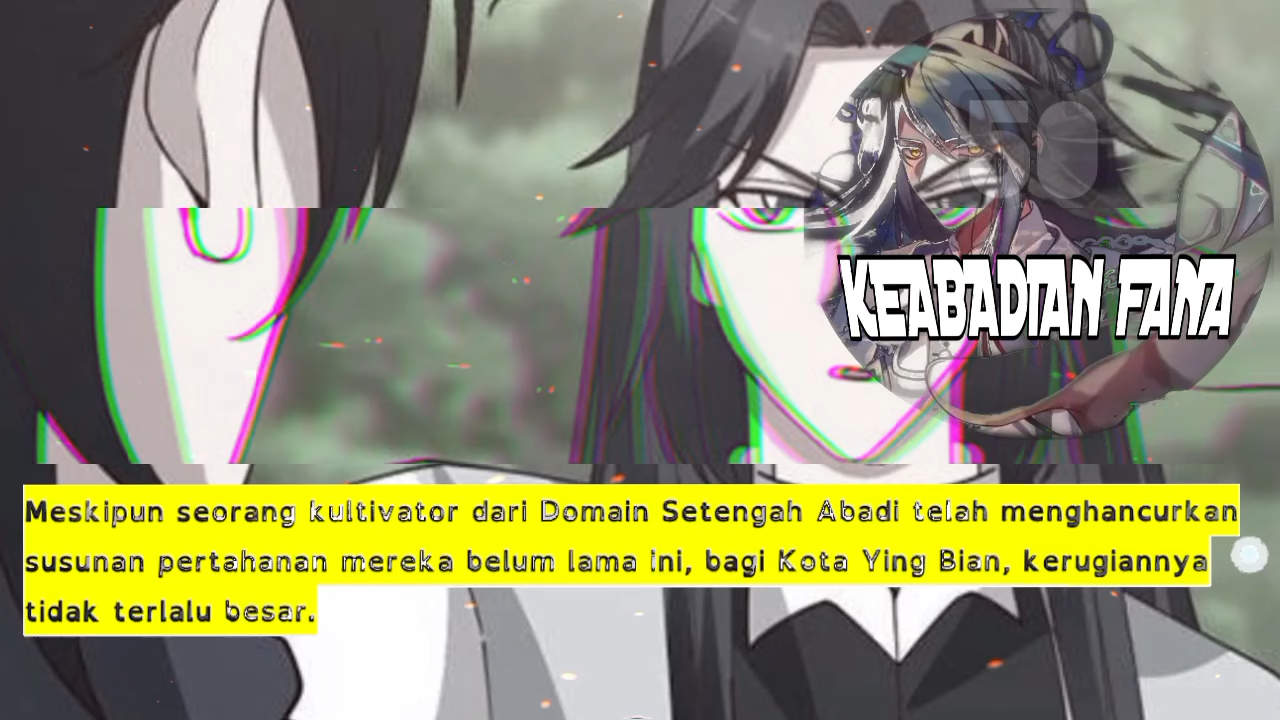 50
KEABADIAN FANA
Meskipun seorang kultivator dari Domain Setengah Abadi telah menghancurkan
susunan pertahanan mereka belum lama ini, bagi Kota Ying Bian, kerugiannya
tidak terlalu besar.